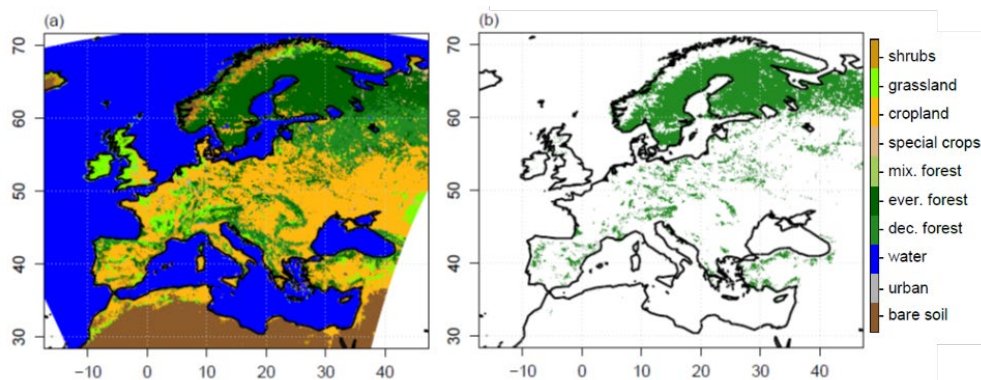 (a)
70
60
50
40
30
−10 0 10 20 30 40
(b)
70
60
50
40
30
−10 0 10 20 30 40
shrubs
grassland
cropland
special crops
mix. forest
ever. forest
dec. forest
water
urban
bare soil